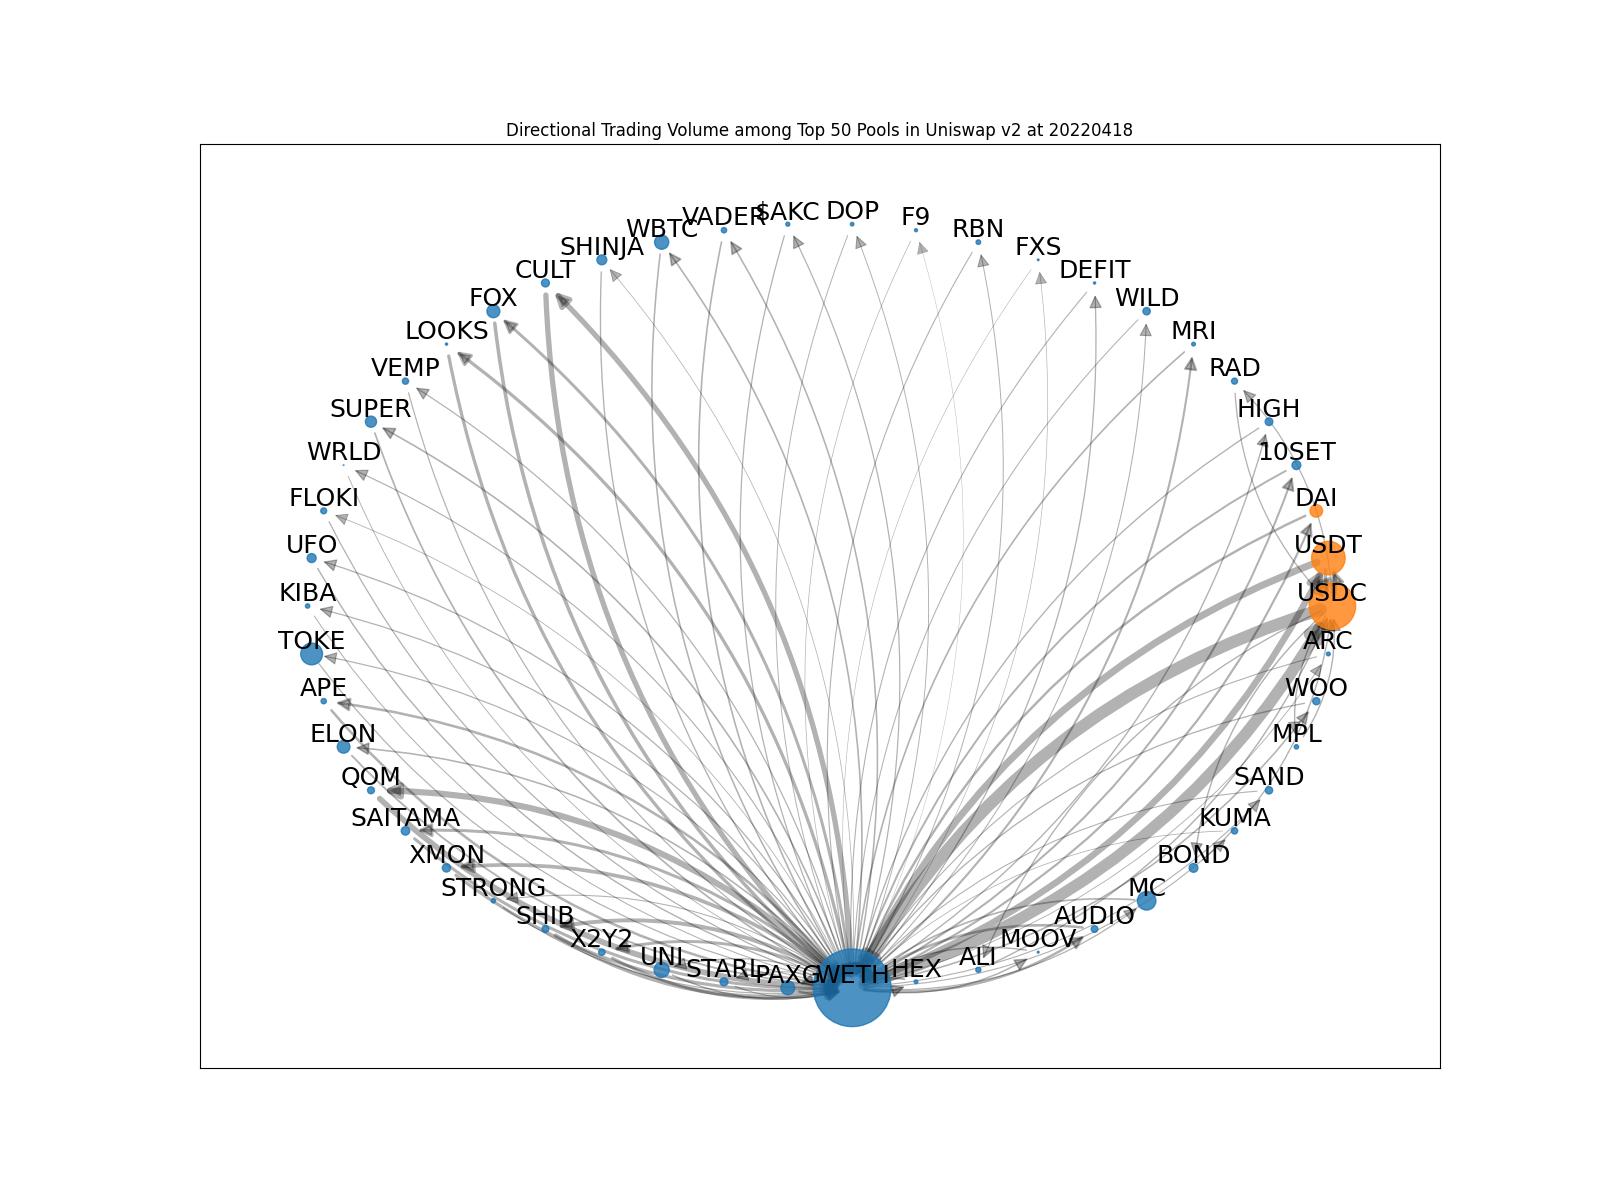 Directional Trading Volume among Top 50 Pools in Uniswap v2 at 20220418
$AKC
DOP
VADER
F9
WBTC
RBN
SHINJA
FXS
CULT
DEFIT
FOX
WILD
LOOKS
MRI
VEMP
RAD
SUPER
HIGH
WRLD
10SET
FLOKI
DAI
UFO
USDT
KIBA
USDC
TOKE
ARC
APE
WOO
ELON
MPL
QOM
SAND
SAITAMA
KUMA
XMON
BOND
STRONG
MC
SHIB
AUDIO
X2Y2
MOOV
UNI
ALI
STARL
HEX
PAXG
WETH